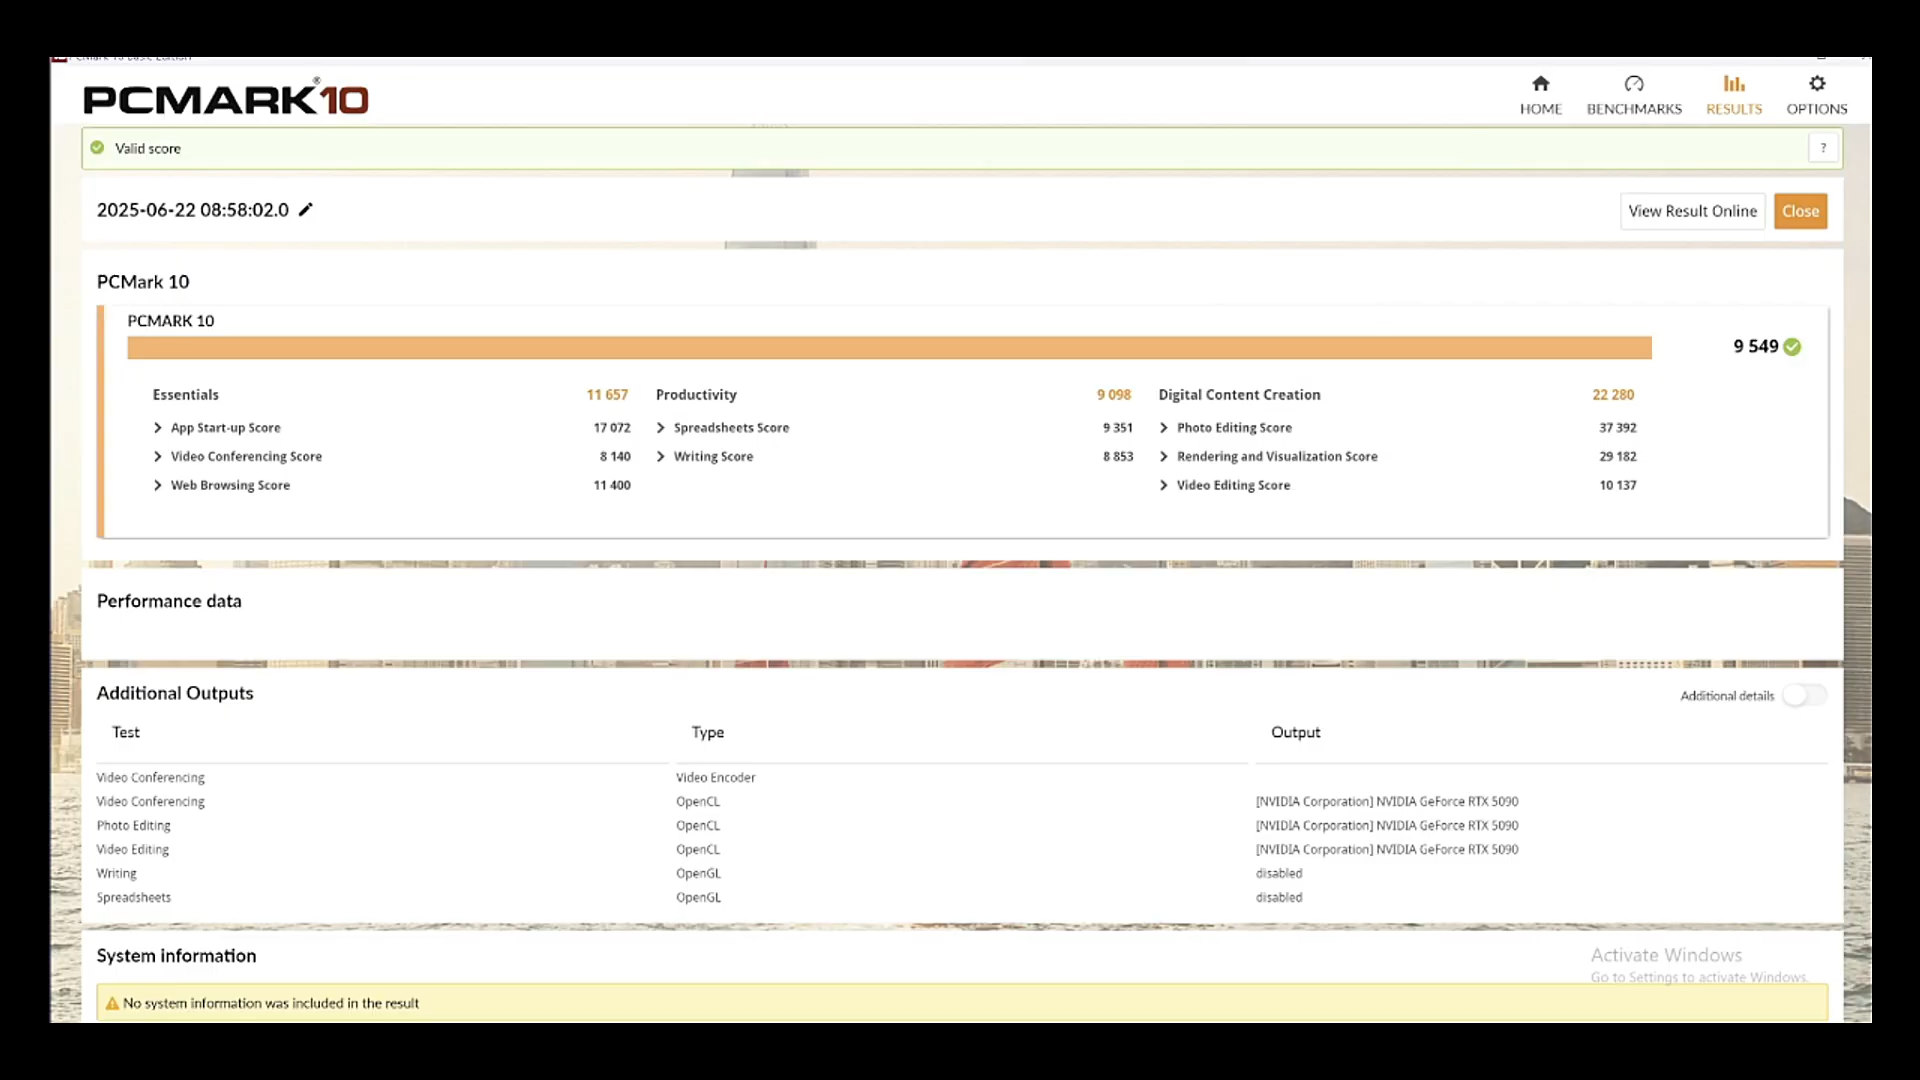 PCMark 10 Basic Edition
PCMARK®10
HOME BENCHMARKS RESULTS OPTIONS
Valid score ?
2025-06-22 08:58:02.0 View Result Online Close
PCMark 10
PCMARK 10
9 549
Essentials 11 657 Productivity 9 098 Digital Content Creation 22 280
App Start-up Score 17 072 Spreadsheets Score 9 351 Photo Editing Score 37 392
Video Conferencing Score 8 140 Writing Score 8 853 Rendering and Visualization Score 29 182
Web Browsing Score 11 400 Video Editing Score 10 137
Performance data
Additional Outputs Additional details
Test Type Output
Video Conferencing Video Encoder
Video Conferencing OpenCL [NVIDIA Corporation] NVIDIA GeForce RTX 5090
Photo Editing OpenCL [NVIDIA Corporation] NVIDIA GeForce RTX 5090
Video Editing OpenCL [NVIDIA Corporation] NVIDIA GeForce RTX 5090
Writing OpenGL disabled
Spreadsheets OpenGL disabled
System information
Activate Windows
Go to Settings to activate Windows.
No system information was included in the result